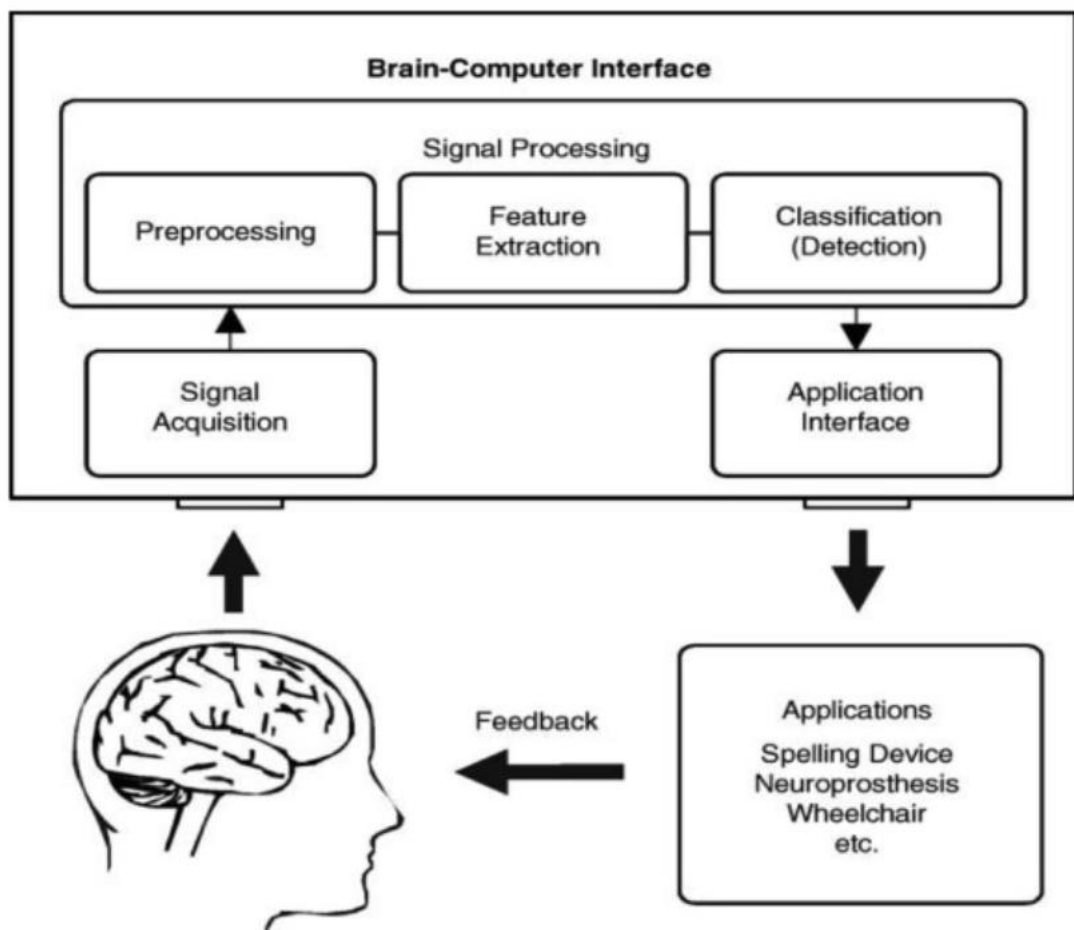 Brain-Computer Interface
Signal Processing
Preprocessing
Feature
Extraction
Classification
(Detection)
Signal
Acquisition
Application
Interface
Feedback
Applications
Spelling Device
Neuroprosthesis
Wheelchair
etc.